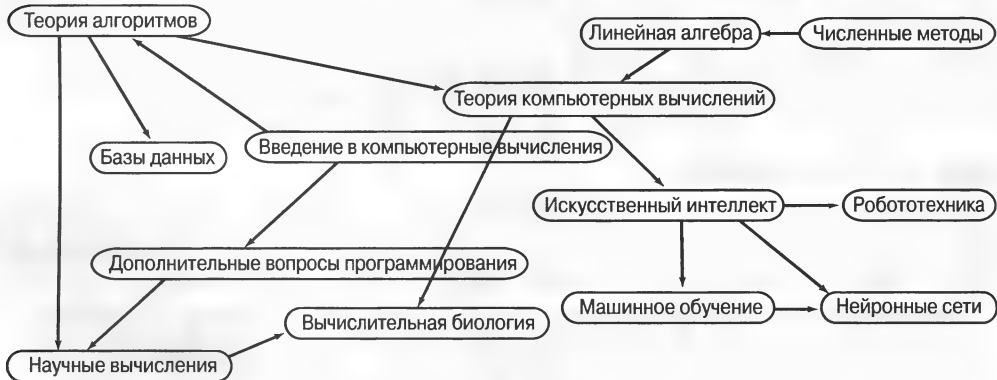 Теория алгоритмов
Линейная алгебра
Численные методы
Теория компьютерных вычислений
Базы данных
Введение в компьютерные вычисления
Искусственный интеллект
Робототехника
Дополнительные вопросы программирования
Машинное обучение
Нейронные сети
Вычислительная биология
Научные вычисления